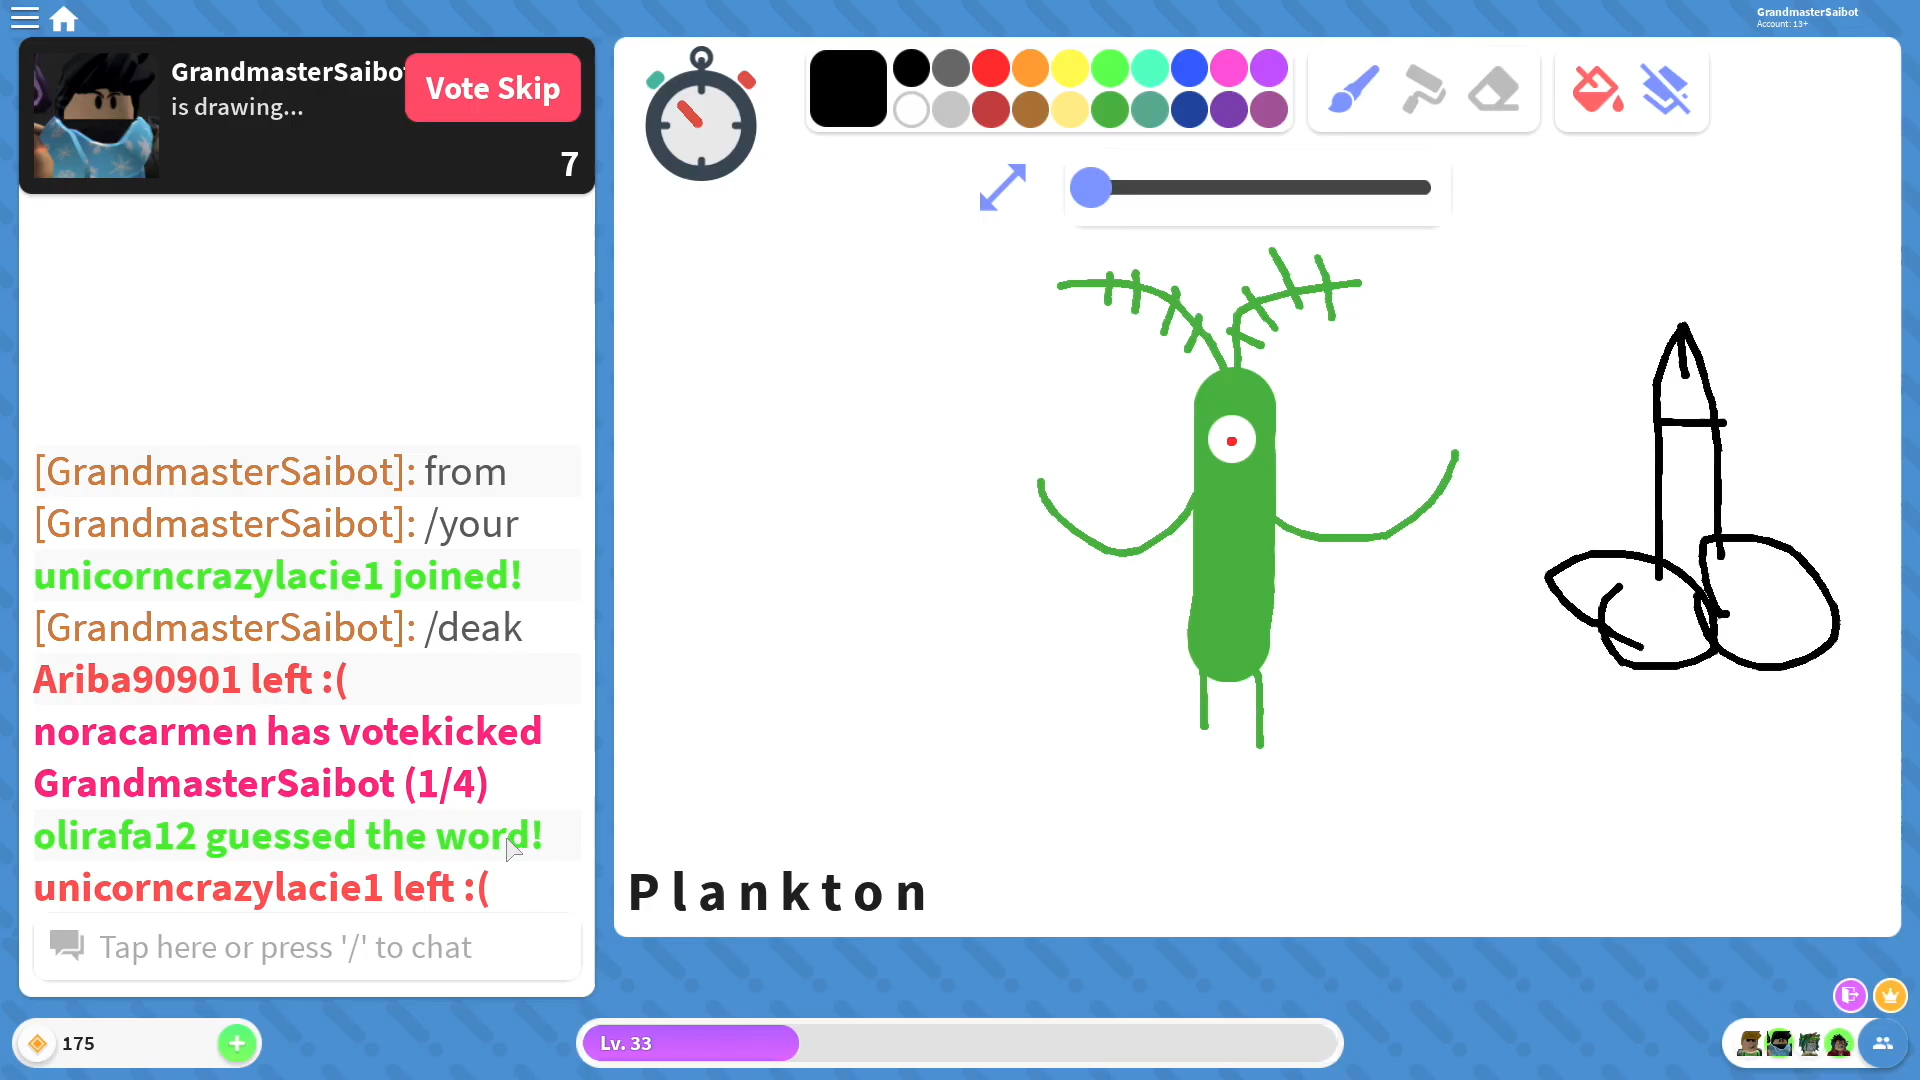 GrandmasterSaibot
Account: 13+
GrandmasterSaibot
is drawing...
Vote Skip
7
[GrandmasterSaibot]: from
[GrandmasterSaibot]: /your
unicorncrazylacie1 joined!
[GrandmasterSaibot]: /deak
Ariba90901 left :(
noracarmen has votekicked
GrandmasterSaibot (1/4)
olirafa12 guessed the word!
unicorncrazylacie1 left :(
Tap here or press '/' to chat
Plankton
175
Lv. 33